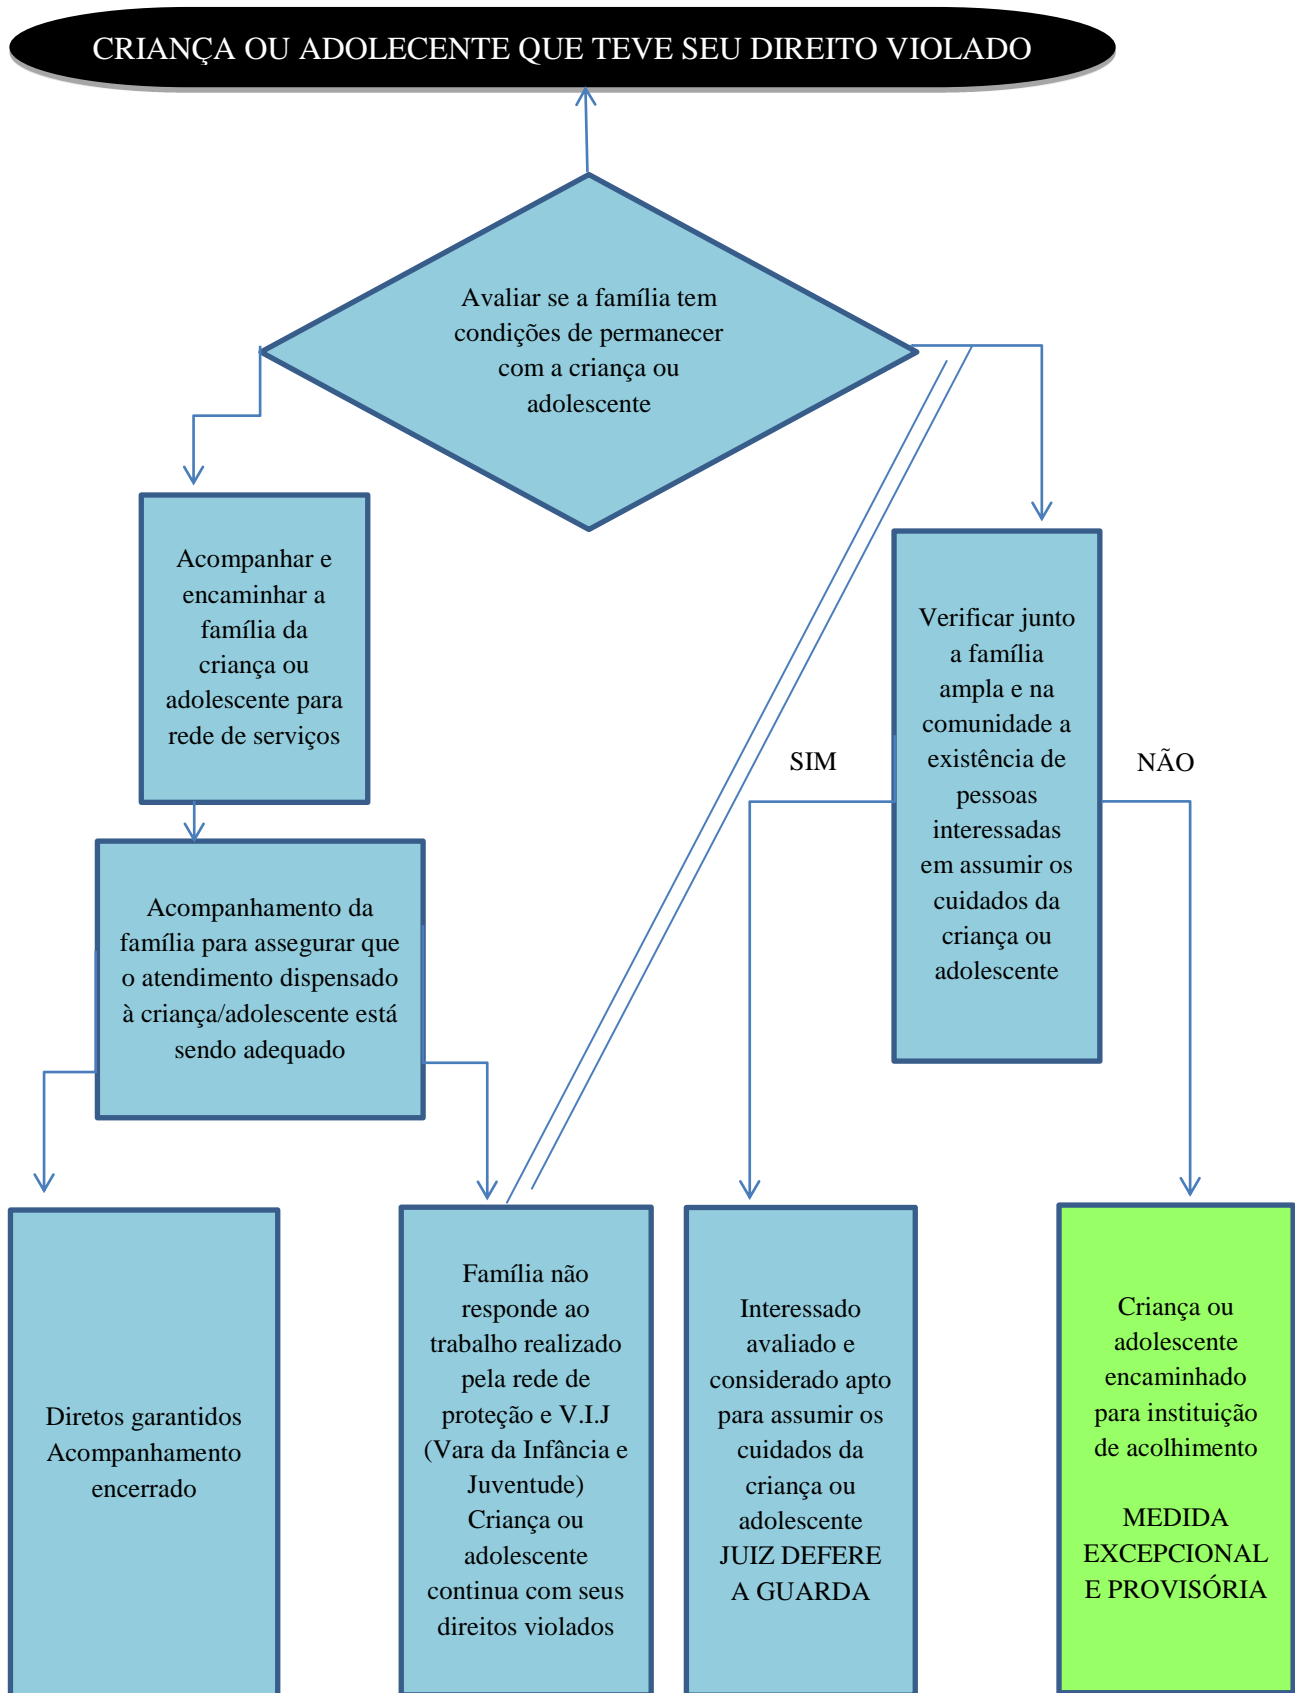 CRIANÇA OU ADOLECENTE QUE TEVE SEU DIREITO VIOLADO
Avaliar se a família tem
condições de permanecer
com a criança ou
adolescente
Acompanhar e
encaminhar a
família da
criança ou
adolescente para
rede de serviços
Verificar junto
a família
ampla e na
comunidade a
existência de
pessoas
interessadas
em assumir os
cuidados da
criança ou
adolescente
SIM
NÃO
Acompanhamento da
família para assegurar que
o atendimento dispensado
à criança/adolescente está
sendo adequado
Diretos garantidos
Acompanhamento
encerrado
Família não
responde ao
trabalho realizado
pela rede de
proteção e V.I.J
(Vara da Infância e
Juventude)
Criança ou
adolescente
continua com seus
direitos violados
Interessado
avaliado e
considerado apto
para assumir os
cuidados da
criança ou
adolescente
JUIZ DEFERE
A GUARDA
Criança ou
adolescente
encaminhado
para instituição
de acolhimento
MEDIDA
EXCEPCIONAL
E PROVISÓRIA